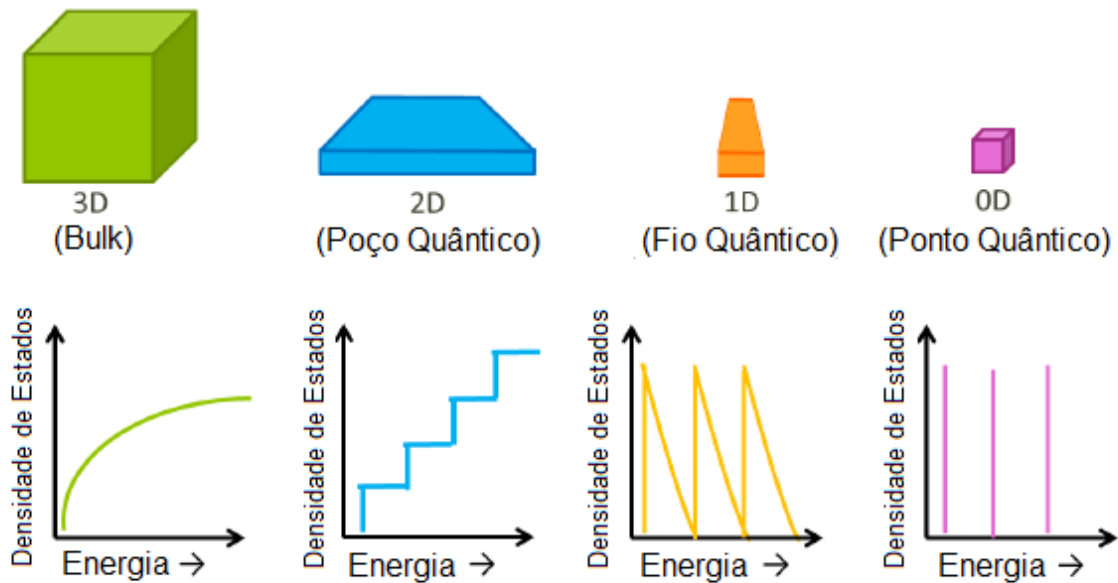 3D
(Bulk)
2D
(Poço Quântico)
1D
(Fio Quântico)
0D
(Ponto Quântico)
Densidade de Estados
Energia →
Densidade de Estados
Energia →
Densidade de Estados
Energia →
Densidade de Estados
Energia →